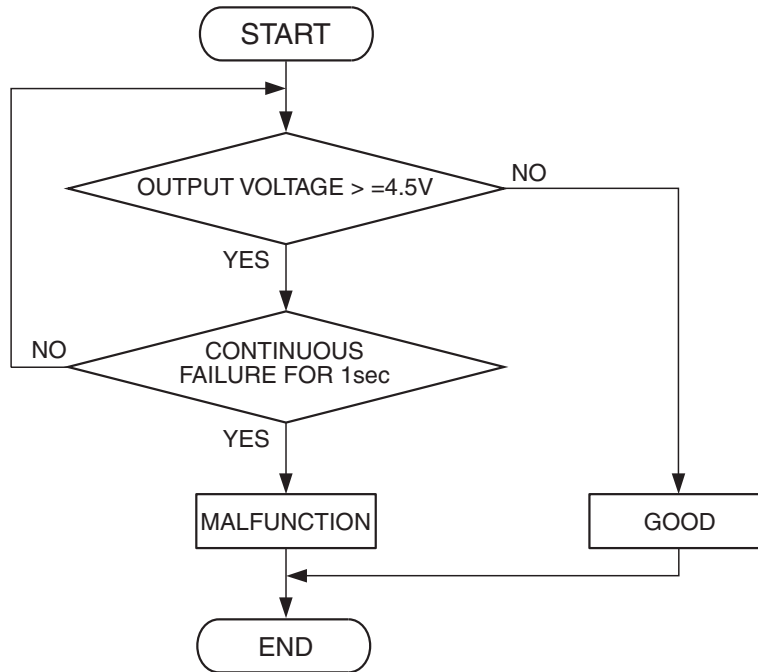 START
OUTPUT VOLTAGE > =4.5V
NO
YES
NO
CONTINUOUS
FAILURE FOR 1sec
YES
MALFUNCTION
GOOD
END